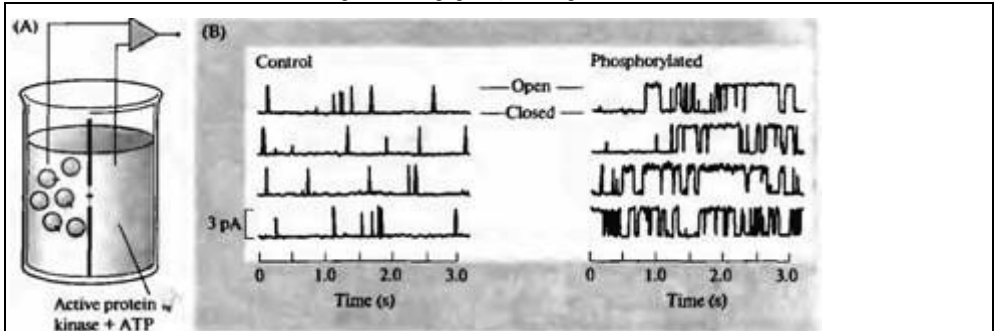 (A)
Active protein
kinase + ATP
(B)
Control
Phosphorylated
Open
Closed
3 pA
0 1.0 2.0 3.0
Time (s)
0 1.0 2.0 3.0
Time (s)